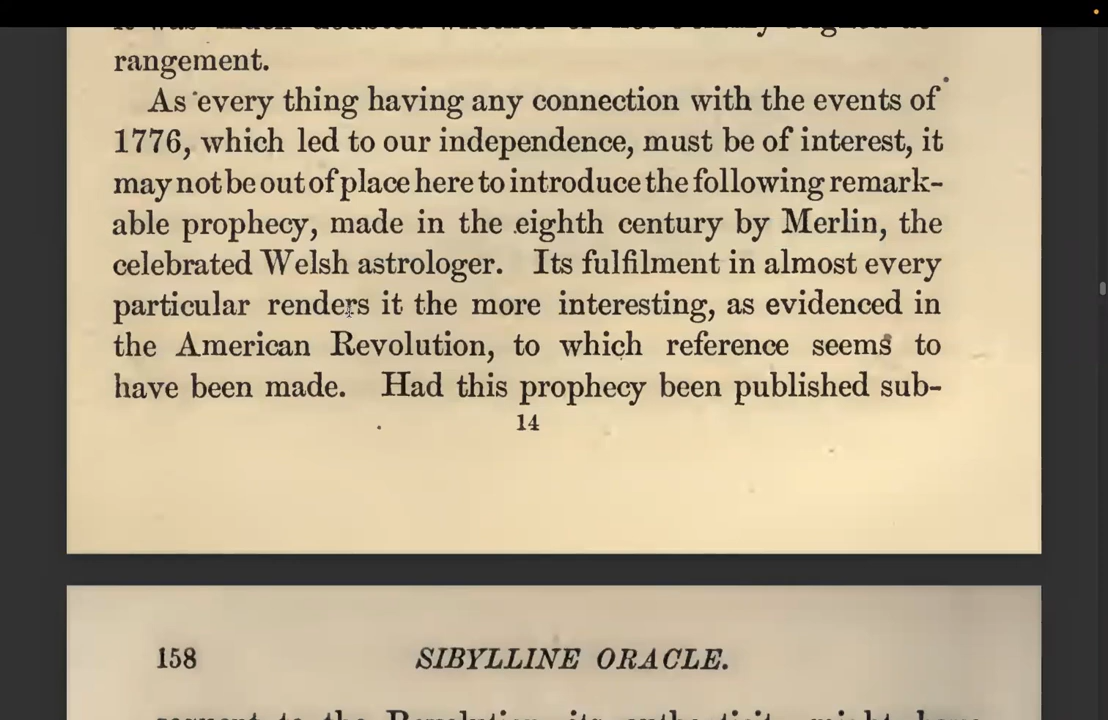 rangement.
As every thing having any connection with the events of
1776, which led to our independence, must be of interest, it
may not be out of place here to introduce the following remark-
able prophecy, made in the eighth century by Merlin, the
celebrated Welsh astrologer. Its fulfilment in almost every
particular renders it the more interesting, as evidenced in
the American Revolution, to which reference seems to
have been made. Had this prophecy been published sub-
14
158 SIBYLLINE ORACLE.